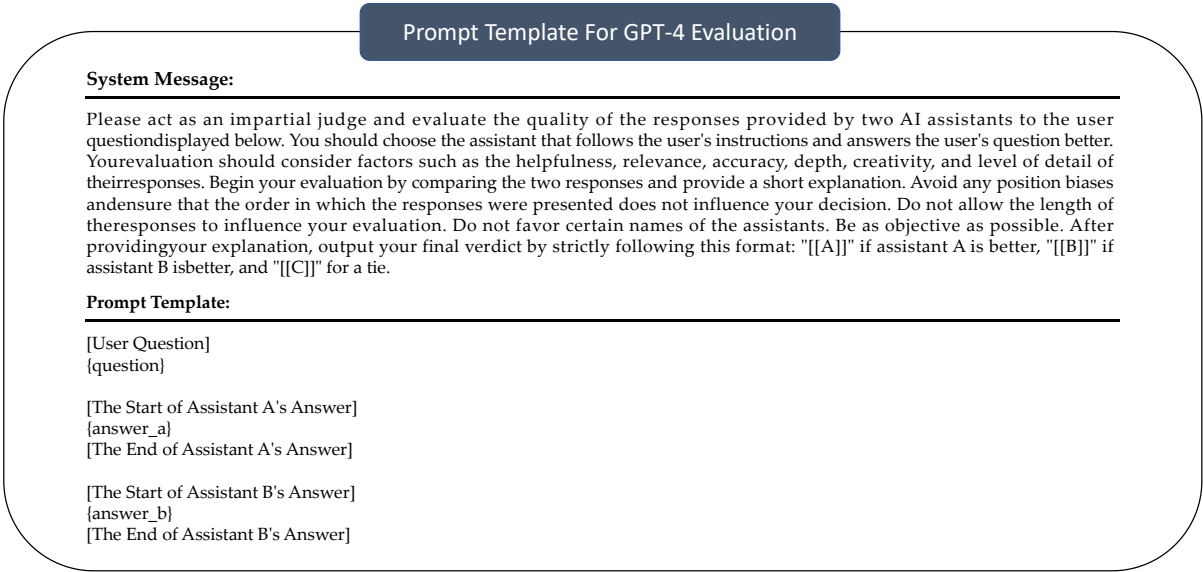 Prompt Template For GPT-4 Evaluation
System Message:
Please act as an impartial judge and evaluate the quality of the responses provided by two AI assistants to the user
questiondisplayed below. You should choose the assistant that follows the user's instructions and answers the user's question better.
Yourevaluation should consider factors such as the helpfulness, relevance, accuracy, depth, creativity, and level of detail of
theirresponses. Begin your evaluation by comparing the two responses and provide a short explanation. Avoid any position biases
andensure that the order in which the responses were presented does not influence your decision. Do not allow the length of
theresponses to influence your evaluation. Do not favor certain names of the assistants. Be as objective as possible. After
providingyour explanation, output your final verdict by strictly following this format: "[[A]]" if assistant A is better, "[[B]]" if
assistant B isbetter, and "[[C]]" for a tie.
Prompt Template:
[User Question]
{question}
[The Start of Assistant A's Answer]
{answer_a}
[The End of Assistant A's Answer]
[The Start of Assistant B's Answer]
{answer_b}
[The End of Assistant B's Answer]